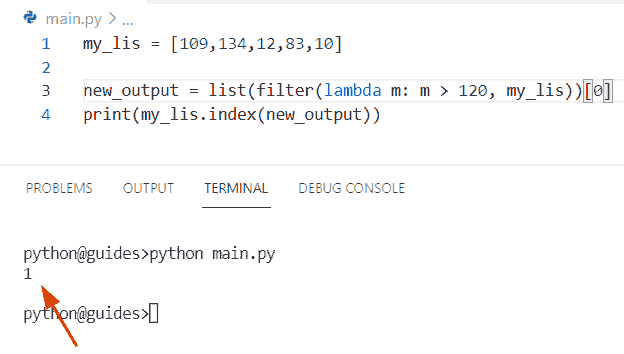 main.py > ...
1 my_lis = [109,134,12,83,10]
2
3 new_output = list(filter(lambda m: m > 120, my_lis))[0]
4 print(my_lis.index(new_output))
PROBLEMS OUTPUT TERMINAL DEBUG CONSOLE
python@guides>python main.py
1
python@guides>